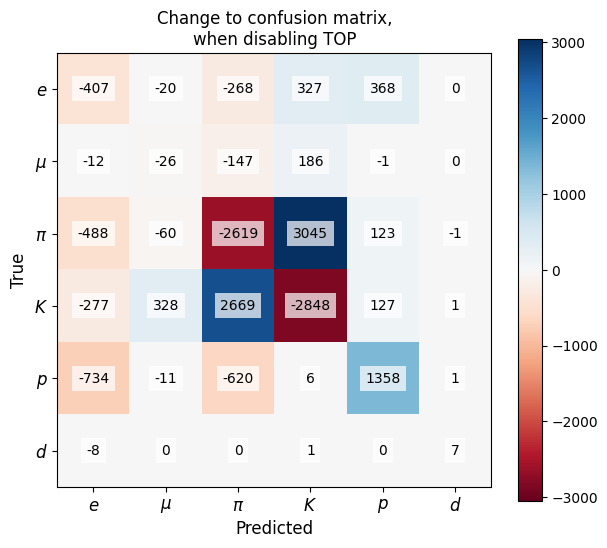 Change to confusion matrix,
when disabling TOP
e -407 -20 -268 327 368 0
μ -12 -26 -147 186 -1 0
π -488 -60 -2619 3045 123 -1
K -277 328 2669 -2848 127 1
p -734 -11 -620 6 1358 1
d -8 0 0 1 0 7
e μ π K p d
True
Predicted
3000
2000
1000
0
−1000
−2000
−3000